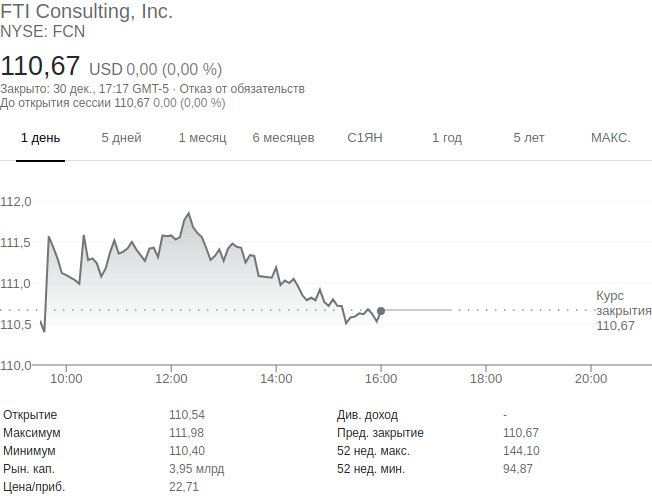 FTI Consulting, Inc.
NYSE: FCN
110,67 USD 0,00 (0,00 %)
Закрыто: 30 дек., 17:17 GMT-5 · Отказ от обязательств
До открытия сессии 110,67 0,00 (0,00 %)
1 день 5 дней 1 месяц 6 месяцев С1ЯН 1 год 5 лет МАКС.
112,0
111,5
111,0
Курс
закрытия
110,67
110,5
110,0
10:00 12:00 14:00 16:00 18:00 20:00
Открытие 110,54 Див. доход -
Максимум 111,98 Пред. закрытие 110,67
Минимум 110,40 52 нед. макс. 144,10
Рын. кап. 3,95 млрд 52 нед. мин. 94,87
Цена/приб. 22,71